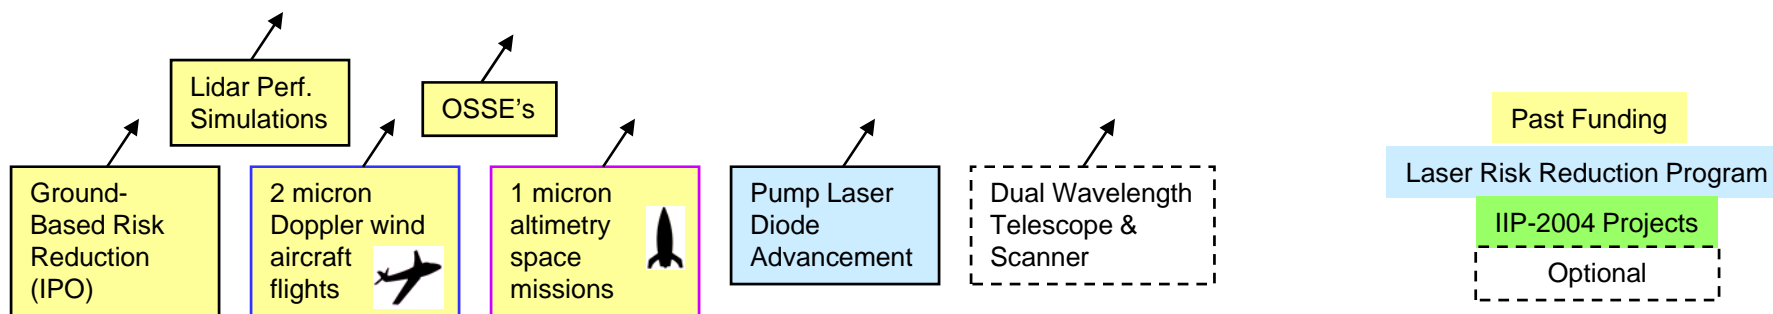 Lidar Perf.
Simulations
OSSE's
Ground-
Based Risk
Reduction
(IPO)
2 micron
Doppler wind
aircraft
flights
1 micron
altimetry
space
missions
Pump Laser
Diode
Advancement
Dual Wavelength
Telescope &
Scanner
Past Funding
Laser Risk Reduction Program
IIP-2004 Projects
Optional